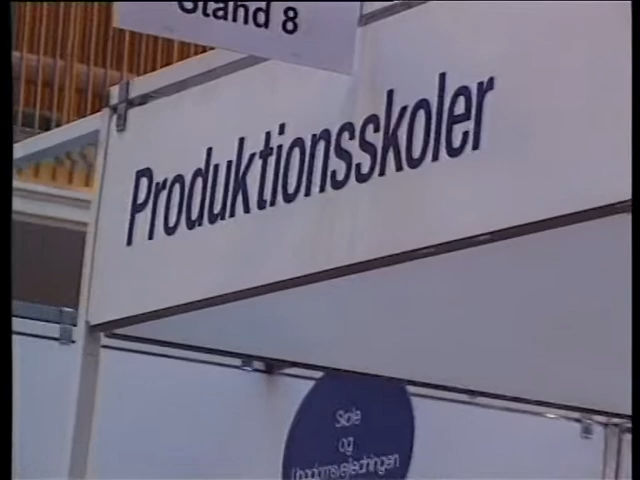 Stand 8
Produktionsskoler
Skole
og
Ungdomsvejledningen